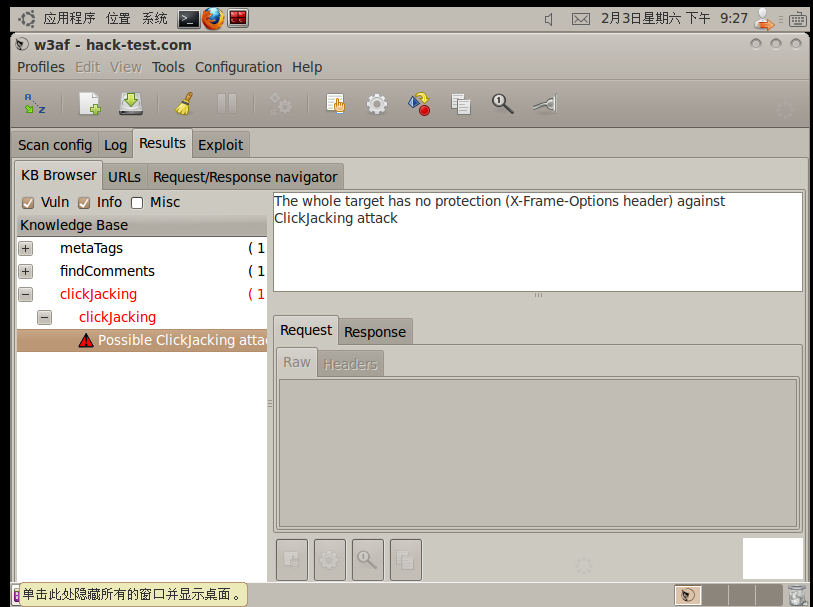 应用程序 位置 系统 2月3日星期六 下午 9:27
w3af - hack-test.com
Profiles Edit View Tools Configuration Help
Scan config Log Results Exploit
KB Browser URLs Request/Response navigator
Vuln Info Misc
Knowledge Base
metaTags ( 1
findComments ( 1
clickJacking ( 1
clickJacking
Possible ClickJacking attac
The whole target has no protection (X-Frame-Options header) against
ClickJacking attack
Request Response
Raw Headers
单击此处隐藏所有的窗口并显示桌面。